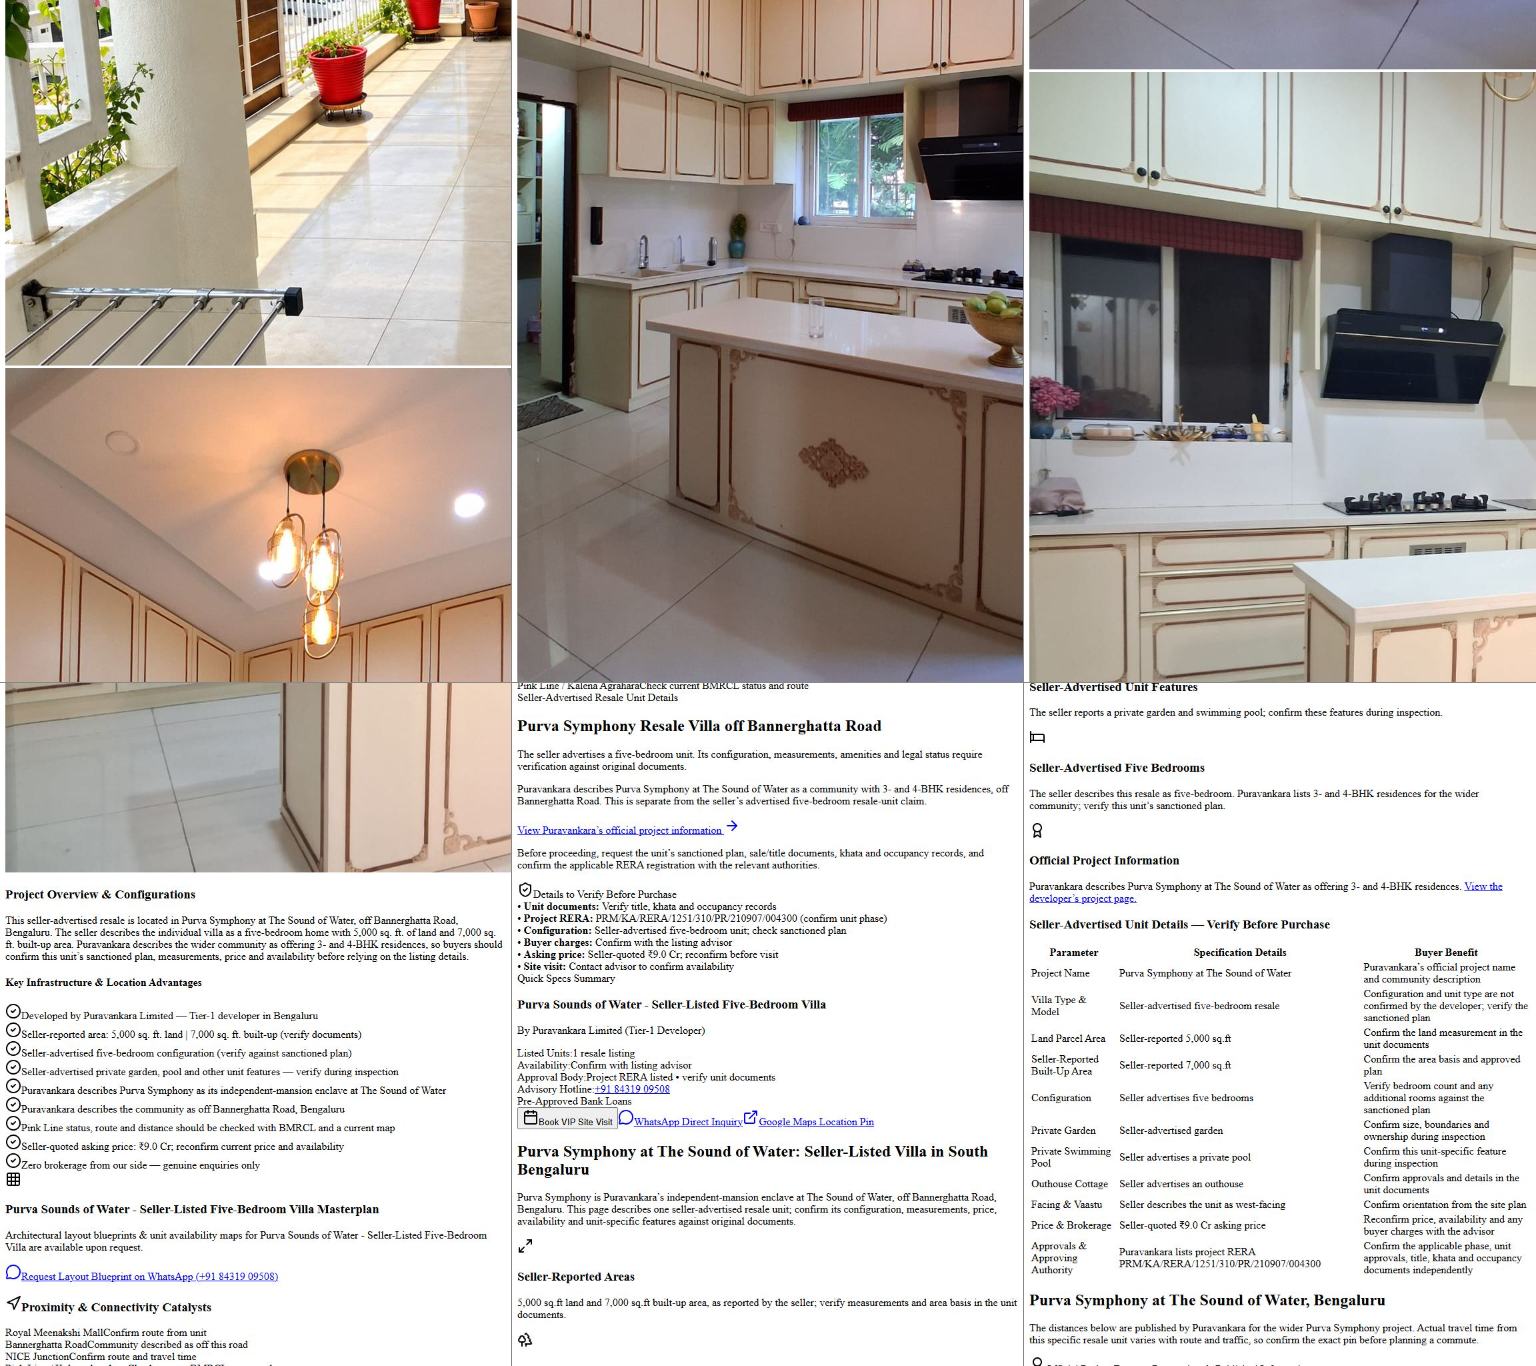 Project Overview & Configurations
This seller-advertised resale is located in Purva Symphony at The Sound of Water, off Bannerghatta Road,
Bengaluru. The seller describes the individual villa as a five-bedroom home with 5,000 sq. ft. of land and 7,000 sq.
ft. built-up area. Puravankara describes the wider community as offering 3- and 4-BHK residences, so buyers should
confirm this unit’s sanctioned plan, measurements, price and availability before relying on the listing details.
Key Infrastructure & Location Advantages
Developed by Puravankara Limited — Tier-1 developer in Bengaluru
Seller-reported area: 5,000 sq. ft. land | 7,000 sq. ft. built-up (verify documents)
Seller-advertised five-bedroom configuration (verify against sanctioned plan)
Seller-advertised private garden, pool and other unit features — verify during inspection
Puravankara describes Purva Symphony as its independent-mansion enclave at The Sound of Water
Puravankara describes the community as off Bannerghatta Road, Bengaluru
Pink Line status, route and distance should be checked with BMRCL and a current map
Seller-quoted asking price: ₹9.0 Cr; reconfirm current price and availability
Zero brokerage from our side — genuine enquiries only
Purva Sounds of Water - Seller-Listed Five-Bedroom Villa Masterplan
Architectural layout blueprints & unit availability maps for Purva Sounds of Water - Seller-Listed Five-Bedroom
Villa are available upon request.
Request Layout Blueprint on WhatsApp (+91 84319 09508)
Proximity & Connectivity Catalysts
Royal Meenakshi MallConfirm route from unit
Bannerghatta RoadCommunity described as off this road
NICE JunctionConfirm route and travel time
Pink Line / Kalena AgraharaCheck current BMRCL status and route
Seller-Advertised Resale Unit Details
Purva Symphony Resale Villa off Bannerghatta Road
The seller advertises a five-bedroom unit. Its configuration, measurements, amenities and legal status require
verification against original documents.
Puravankara describes Purva Symphony at The Sound of Water as a community with 3- and 4-BHK residences, off
Bannerghatta Road. This is separate from the seller’s advertised five-bedroom resale-unit claim.
View Puravankara’s official project information
Before proceeding, request the unit’s sanctioned plan, sale/title documents, khata and occupancy records, and
confirm the applicable RERA registration with the relevant authorities.
Details to Verify Before Purchase
• Unit documents: Verify title, khata and occupancy records
• Project RERA: PRM/KA/RERA/1251/310/PR/210907/004300 (confirm unit phase)
• Configuration: Seller-advertised five-bedroom unit; check sanctioned plan
• Buyer charges: Confirm with the listing advisor
• Asking price: Seller-quoted ₹9.0 Cr; reconfirm before visit
• Site visit: Contact advisor to confirm availability
Quick Specs Summary
Purva Sounds of Water - Seller-Listed Five-Bedroom Villa
By Puravankara Limited (Tier-1 Developer)
Listed Units:1 resale listing
Availability:Confirm with listing advisor
Approval Body:Project RERA listed • verify unit documents
Advisory Hotline:+91 84319 09508
Pre-Approved Bank Loans
Book VIP Site Visit WhatsApp Direct Inquiry Google Maps Location Pin
Purva Symphony at The Sound of Water: Seller-Listed Villa in South
Bengaluru
Purva Symphony is Puravankara’s independent-mansion enclave at The Sound of Water, off Bannerghatta Road,
Bengaluru. This page describes one seller-advertised resale unit; confirm its configuration, measurements, price,
availability and unit-specific features against original documents.
Seller-Reported Areas
5,000 sq.ft land and 7,000 sq.ft built-up area, as reported by the seller; verify measurements and area basis in the unit
documents.
Seller-Advertised Unit Features
The seller reports a private garden and swimming pool; confirm these features during inspection.
Seller-Advertised Five Bedrooms
The seller describes this resale as five-bedroom. Puravankara lists 3- and 4-BHK residences for the wider
community; verify this unit’s sanctioned plan.
Official Project Information
Puravankara describes Purva Symphony at The Sound of Water as offering 3- and 4-BHK residences. View the
developer’s project page.
Seller-Advertised Unit Details — Verify Before Purchase
Parameter Specification Details Buyer Benefit
Project Name Purva Symphony at The Sound of Water Puravankara’s official project name
and community description
Villa Type &
Model Seller-advertised five-bedroom resale Configuration and unit type are not
confirmed by the developer; verify the
sanctioned plan
Land Parcel Area Seller-reported 5,000 sq.ft Confirm the land measurement in the
unit documents
Seller-Reported
Built-Up Area Seller-reported 7,000 sq.ft Confirm the area basis and approved
plan
Configuration Seller advertises five bedrooms Verify bedroom count and any
additional rooms against the
sanctioned plan
Private Garden Seller-advertised garden Confirm size, boundaries and
ownership during inspection
Private Swimming
Pool Seller advertises a private pool Confirm this unit-specific feature
during inspection
Outhouse Cottage Seller advertises an outhouse Confirm approvals and details in the
unit documents
Facing & Vaastu Seller describes the unit as west-facing Confirm orientation from the site plan
Price & Brokerage Seller-quoted ₹9.0 Cr asking price Reconfirm price, availability and any
buyer charges with the advisor
Approvals &
Approving
Authority Puravankara lists project RERA
PRM/KA/RERA/1251/310/PR/210907/004300 Confirm the applicable phase, unit
approvals, title, khata and occupancy
documents independently
Purva Symphony at The Sound of Water, Bengaluru
The distances below are published by Puravankara for the wider Purva Symphony project. Actual travel time from
this specific resale unit varies with route and traffic, so confirm the exact pin before planning a commute.